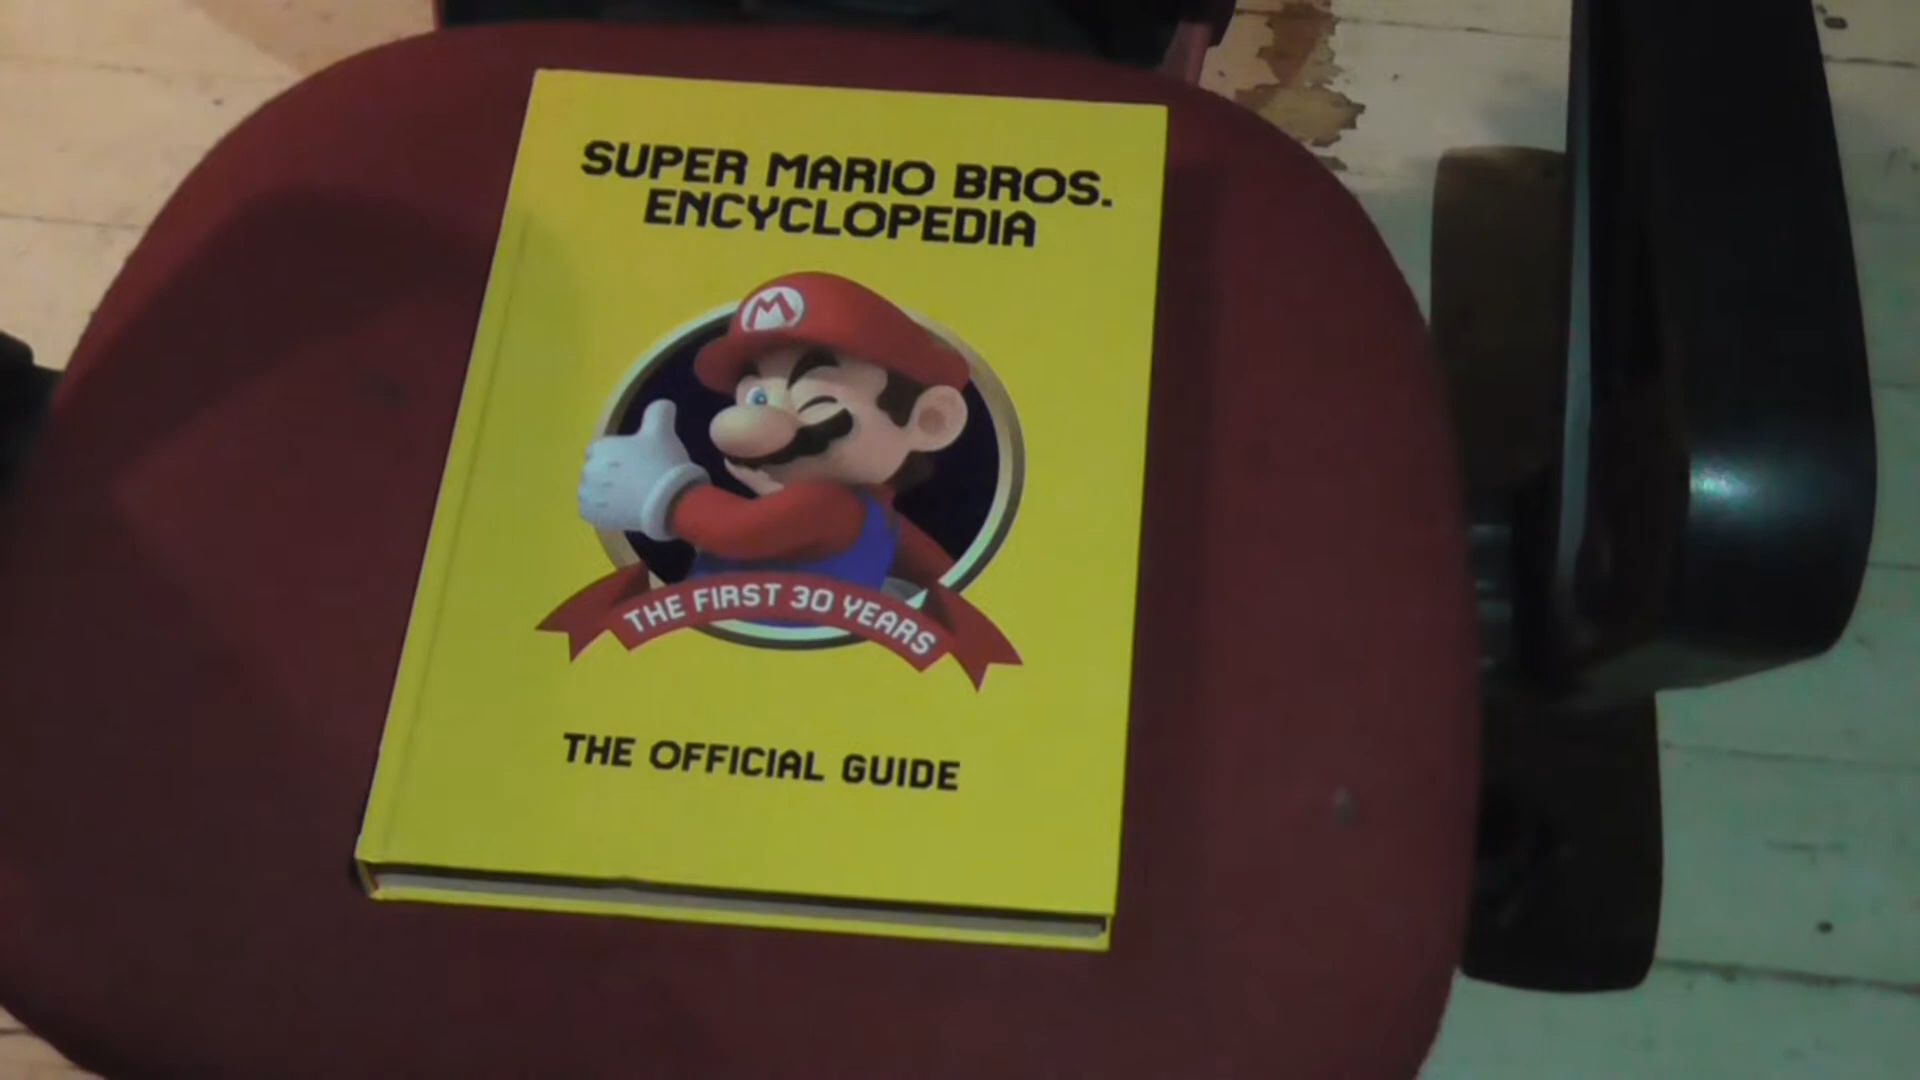 SUPER MARIO BROS.
ENCYCLOPEDIA
M
THE FIRST 30 YEARS
THE OFFICIAL GUIDE